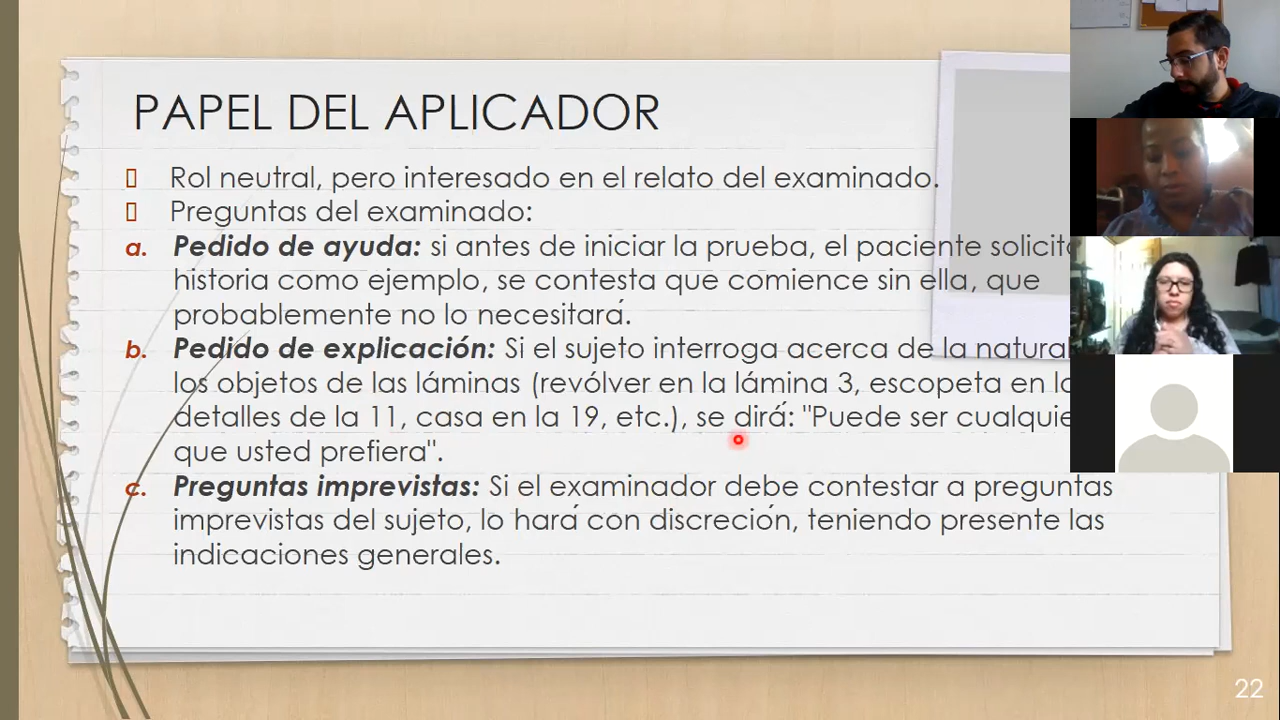 PAPEL DEL APLICADOR
Rol neutral, pero interesado en el relato del examinado.
Preguntas del examinado:
a. Pedido de ayuda: si antes de iniciar la prueba, el paciente
historia como ejemplo, se contesta que comience sin ella, que
probablemente no lo necesitará.
b. Pedido de explicación: Si el sujeto interroga acerca de la
los objetos de las láminas (revólver en la lámina 3, escopeta en
detalles de la 11, casa en la 19, etc.), se dirá: "Puede ser
que usted prefiera".
c. Preguntas imprevistas: Si el examinador debe contestar a preguntas
imprevistas del sujeto, lo hará con discreción, teniendo presente las
indicaciones generales.
22